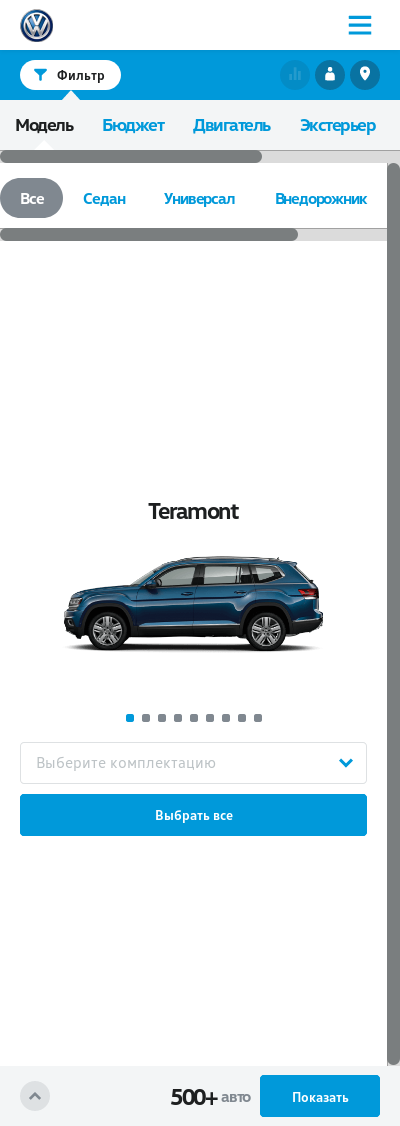 Фильтр
Модель Бюджет Двигатель Экстерьер
Все Седан Универсал Внедорожник
Teramont
Выберите комплектацию
Выбрать все
500+ авто Показать